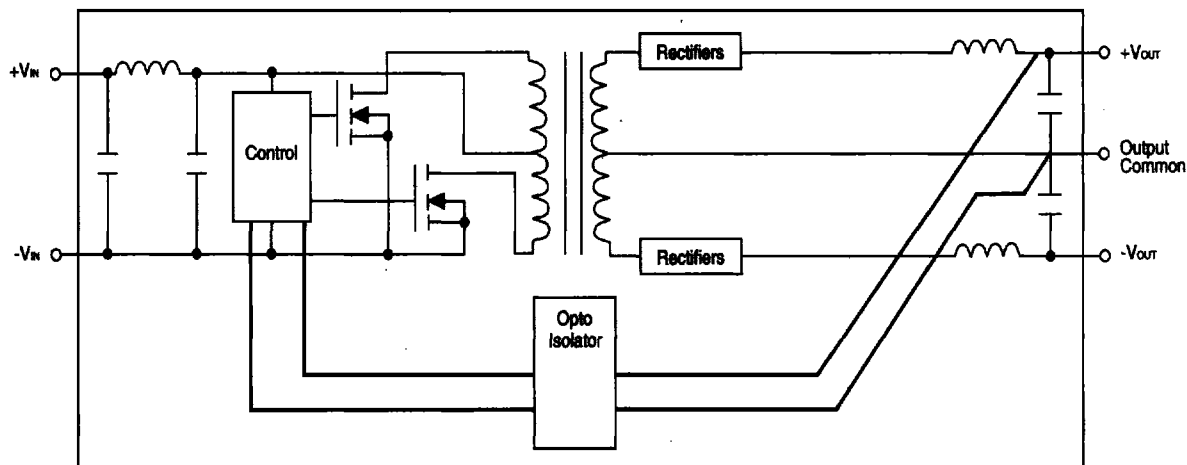 +VIN
-VIN
Control
Rectifiers
Rectifiers
Opto
Isolator
+VOUT
Output
Common
-VOUT